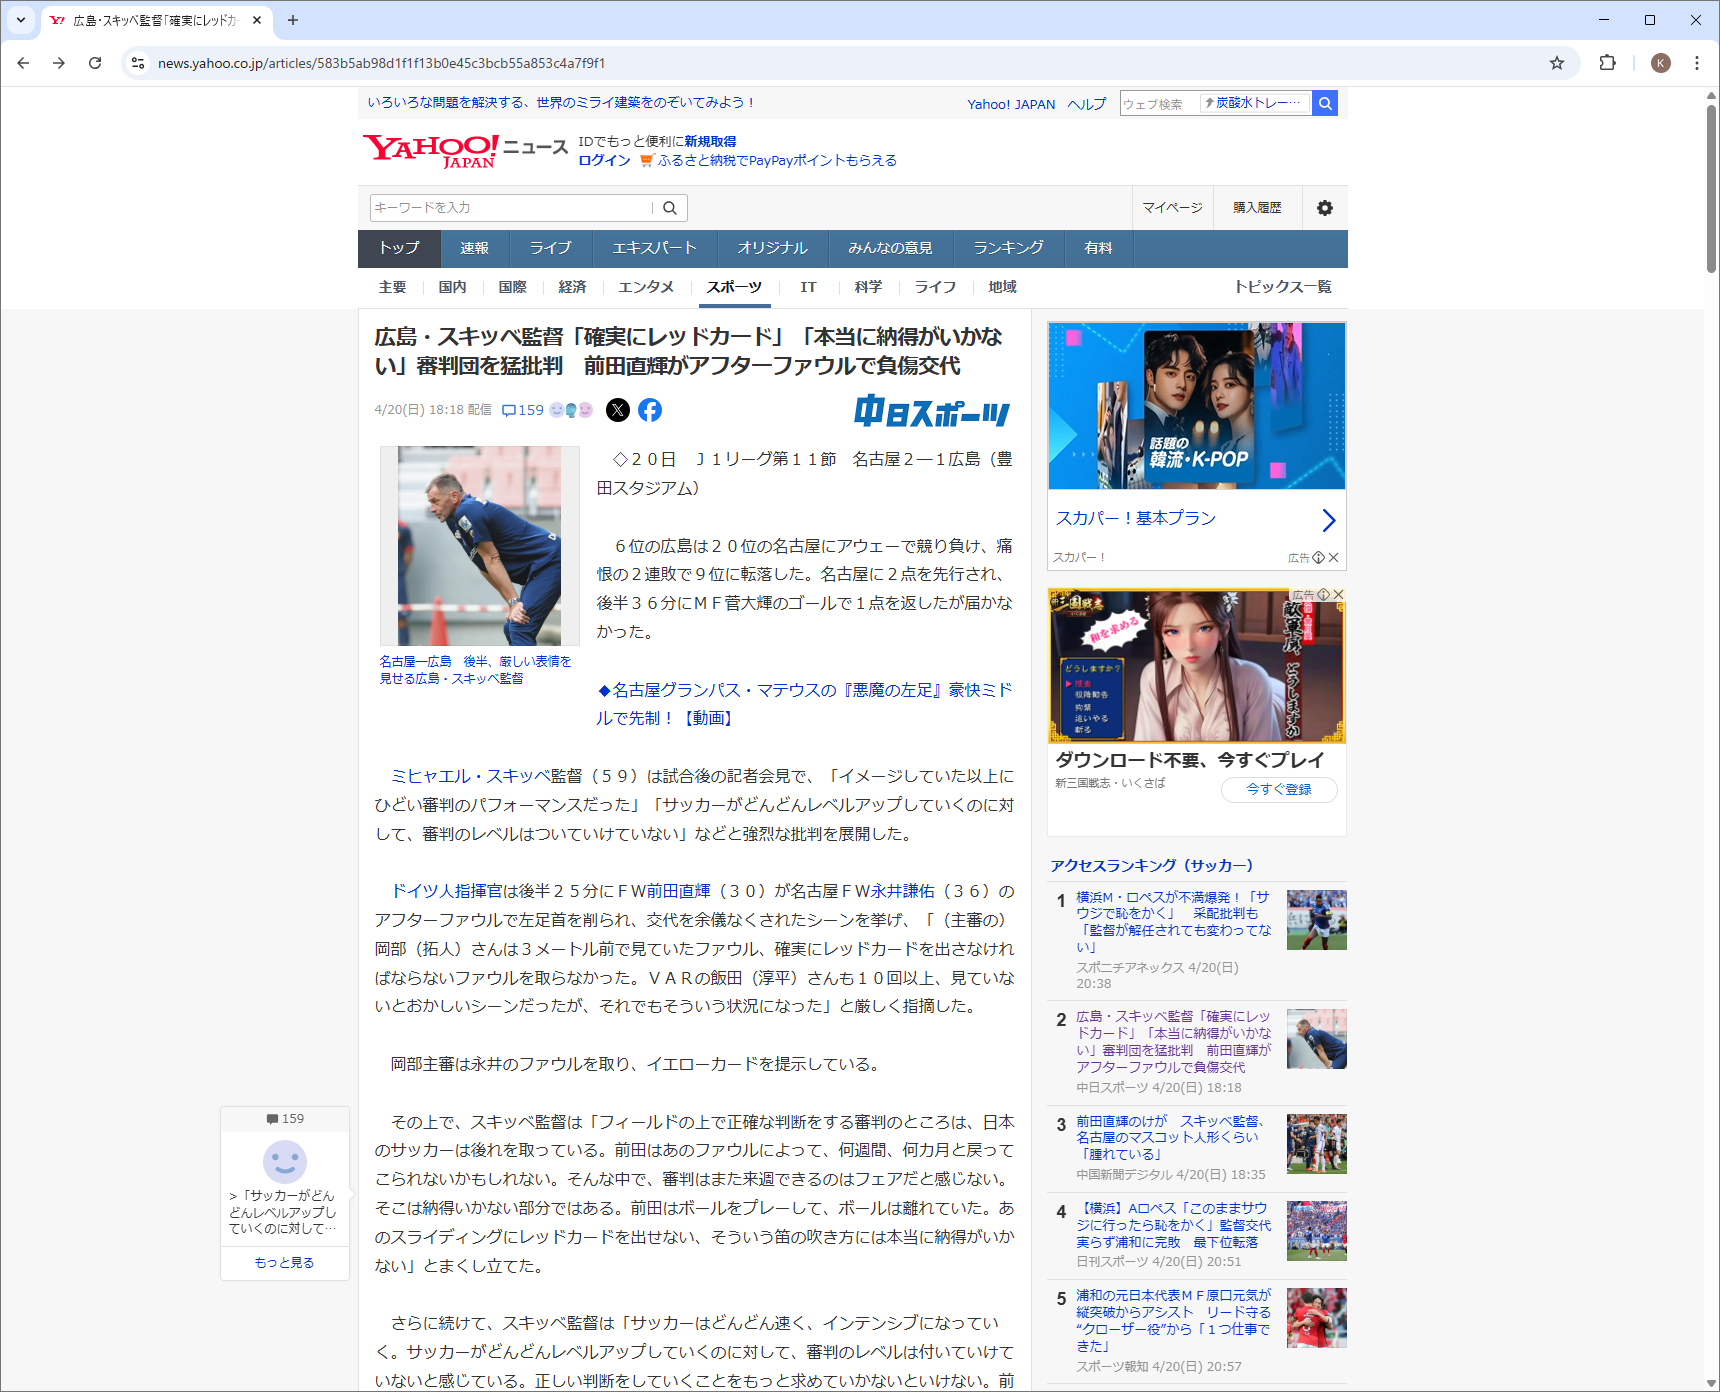 広島・スキッベ監督「確実にレッドカ
news.yahoo.co.jp/articles/583b5ab98d1f1f13b0e45c3bcb55a853c4a7f9f1
K
いろいろな問題を解決する、世界のミライ建築をのぞいてみよう！
Yahoo! JAPAN ヘルプ
ウェブ検索 炭酸水トレー…
YAHOO! JAPAN ニュース
IDでもっと便利に新規取得
ログイン ふるさと納税でPayPayポイントもらえる
キーワードを入力
マイページ 購入履歴
トップ 速報 ライブ エキスパート オリジナル みんなの意見 ランキング 有料
主要 国内 国際 経済 エンタメ スポーツ IT 科学 ライフ 地域 トピックス一覧
広島・スキッベ監督「確実にレッドカード」「本当に納得がいかな
い」審判団を猛批判　前田直輝がアフターファウルで負傷交代
4/20(日) 18:18 配信 159
中日スポーツ
名古屋―広島　後半、厳しい表情を
見せる広島・スキッベ監督
◇２０日　Ｊ１リーグ第１１節　名古屋２―１広島（豊
田スタジアム）
６位の広島は２０位の名古屋にアウェーで競り負け、痛
恨の２連敗で９位に転落した。名古屋に２点を先行され、
後半３６分にＭＦ菅大輝のゴールで１点を返したが届かな
かった。
◆名古屋グランパス・マテウスの『悪魔の左足』豪快ミド
ルで先制！【動画】
ミヒャエル・スキッベ監督（５９）は試合後の記者会見で、「イメージしていた以上に
ひどい審判のパフォーマンスだった」「サッカーがどんどんレベルアップしていくのに対
して、審判のレベルはついていけていない」などと強烈な批判を展開した。
ドイツ人指揮官は後半２５分にＦＷ前田直輝（３０）が名古屋ＦＷ永井謙佑（３６）の
アフターファウルで左足首を削られ、交代を余儀なくされたシーンを挙げ、「（主審の）
岡部（拓人）さんは３メートル前で見ていたファウル、確実にレッドカードを出さなけれ
ばならないファウルを取らなかった。ＶＡＲの飯田（淳平）さんも１０回以上、見ていな
いとおかしいシーンだったが、それでもそういう状況になった」と厳しく指摘した。
岡部主審は永井のファウルを取り、イエローカードを提示している。
その上で、スキッベ監督は「フィールドの上で正確な判断をする審判のところは、日本
のサッカーは後れを取っている。前田はあのファウルによって、何週間、何カ月と戻って
こられないかもしれない。そんな中で、審判はまた来週できるのはフェアだと感じない。
そこは納得いかない部分ではある。前田はボールをプレーして、ボールは離れていた。あ
のスライディングにレッドカードを出せない、そういう笛の吹き方には本当に納得がいか
ない」とまくし立てた。
さらに続けて、スキッベ監督は「サッカーはどんどん速く、インテンシブになってい
く。サッカーがどんどんレベルアップしていくのに対して、審判のレベルは付いていけて
いないと感じている。正しい判断をしていくことをもっと求めていかないといけない。前
159
>「サッカーがどん
どんレベルアップし
ていくのに対して…
もっと見る
話題の
韓流・K-POP
スカパー！基本プラン
スカパー！ 広告
広告
新三国戦志
いくさば
和を求める
敵軍虜、どうしますか
どうしますか？
捜索
投降勧告
拘禁
追いやる
斬る
ダウンロード不要、今すぐプレイ
新三国戦志・いくさば
今すぐ登録
アクセスランキング（サッカー）
1 横浜M・ロペスが不満爆発！「サ
ウジで恥をかく」　采配批判も
「監督が解任されても変わってな
い」
スポニチアネックス 4/20(日)
20:38
2 広島・スキッベ監督「確実にレッ
ドカード」「本当に納得がいかな
い」審判団を猛批判　前田直輝が
アフターファウルで負傷交代
中日スポーツ 4/20(日) 18:18
3 前田直輝のけが　スキッベ監督、
名古屋のマスコット人形くらい
「腫れている」
中国新聞デジタル 4/20(日) 18:35
4 【横浜】Aロペス「このままサウ
ジに行ったら恥をかく」監督交代
実らず浦和に完敗　最下位転落
日刊スポーツ 4/20(日) 20:51
5 浦和の元日本代表ＭＦ原口元気が
縦突破からアシスト　リード守る
“クローザー役”から「１つ仕事で
きた」
スポーツ報知 4/20(日) 20:57